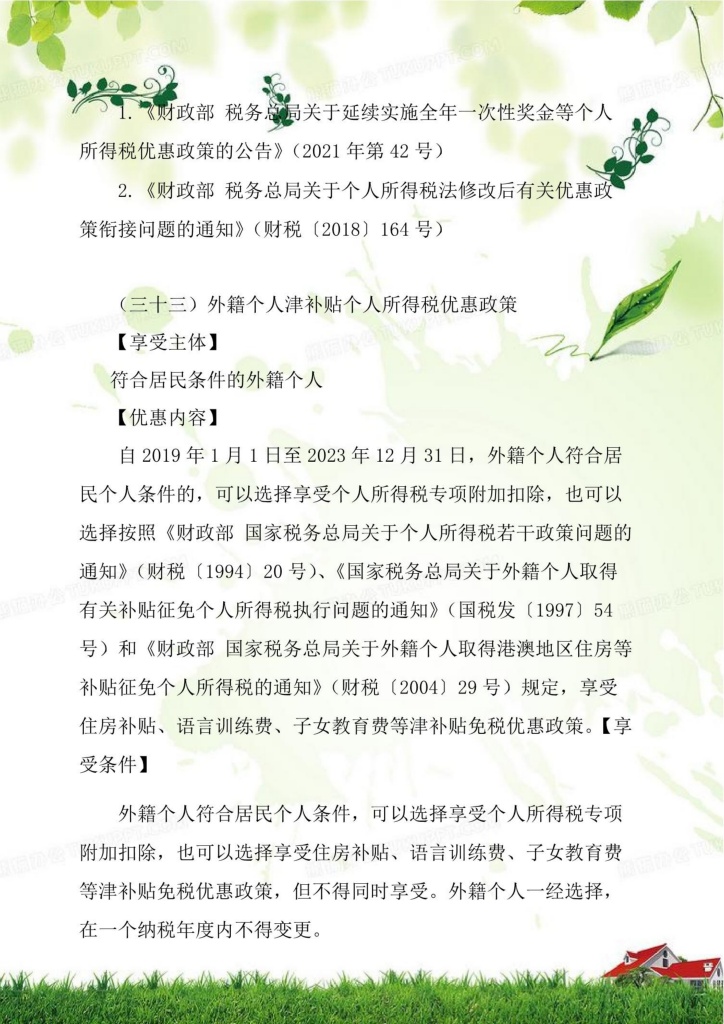 1.《财政部 税务总局关于延续实施全年一次性奖金等个人
所得税优惠政策的公告》（2021 年第 42 号）
2.《财政部 税务总局关于个人所得税法修改后有关优惠政
策衔接问题的通知》（财税〔2018〕164 号）
（三十三）外籍个人津补贴个人所得税优惠政策
【享受主体】
符合居民条件的外籍个人
【优惠内容】
自 2019 年 1 月 1 日至 2023 年 12 月 31 日，外籍个人符合居
民个人条件的，可以选择享受个人所得税专项附加扣除，也可以
选择按照《财政部 国家税务总局关于个人所得税若干政策问题的
通知》（财税〔1994〕20 号）、《国家税务总局关于外籍个人取得
有关补贴征免个人所得税执行问题的通知》（国税发〔1997〕54
号）和《财政部 国家税务总局关于外籍个人取得港澳地区住房等
补贴征免个人所得税的通知》（财税〔2004〕29 号）规定，享受
住房补贴、语言训练费、子女教育费等津补贴免税优惠政策。【享
受条件】
外籍个人符合居民个人条件，可以选择享受个人所得税专项
附加扣除，也可以选择享受住房补贴、语言训练费、子女教育费
等津补贴免税优惠政策，但不得同时享受。外籍个人一经选择，
在一个纳税年度内不得变更。